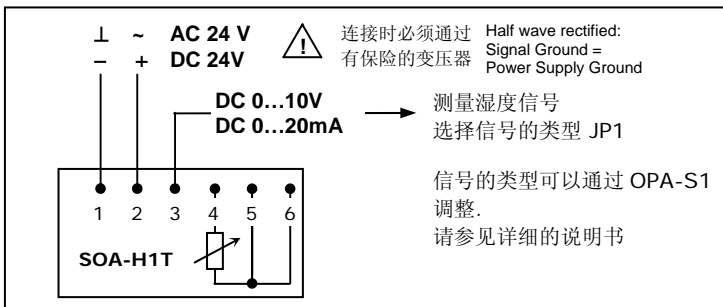 ⊥ ~ AC 24 V
– + DC 24V
连接时必须通过
有保险的变压器
Half wave rectified:
Signal Ground =
Power Supply Ground
DC 0…10V
DC 0…20mA
测量湿度信号
选择信号的类型 JP1
信号的类型可以通过 OPA-S1
调整.
请参见详细的说明书
1 2 3 4 5 6
SOA-H1T